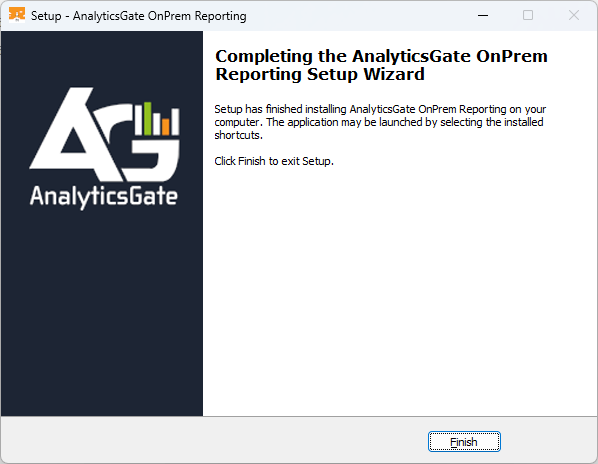 Setup - AnalyticsGate OnPrem Reporting
Completing the AnalyticsGate OnPrem
Reporting Setup Wizard
AG
AnalyticsGate
Setup has finished installing AnalyticsGate OnPrem Reporting on your
computer. The application may be launched by selecting the installed
shortcuts.
Click Finish to exit Setup.
Finish